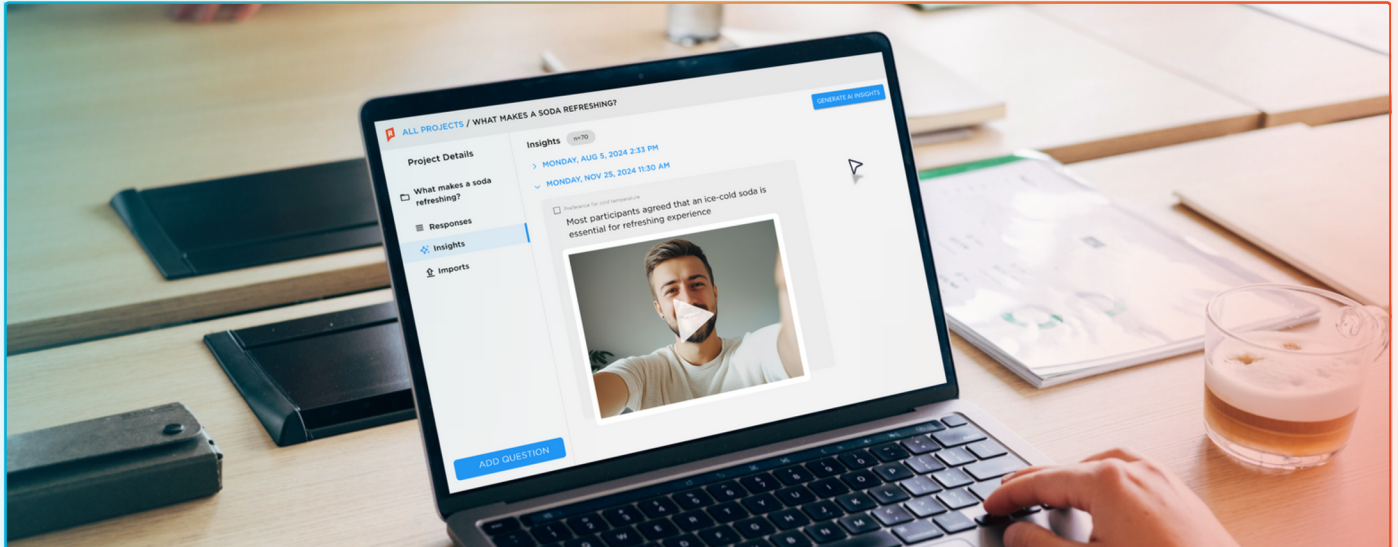 ALL PROJECTS / WHAT MAKES A SODA REFRESHING?
GENERATE AI INSIGHTS
Project Details
What makes a soda
refreshing?
Responses
Insights
Imports
ADD QUESTION
Insights n=70
MONDAY, AUG 5, 2024 2:33 PM
MONDAY, NOV 25, 2024 11:30 AM
Preference for cold temperature
Most participants agreed that an ice-cold soda is
essential for refreshing experience